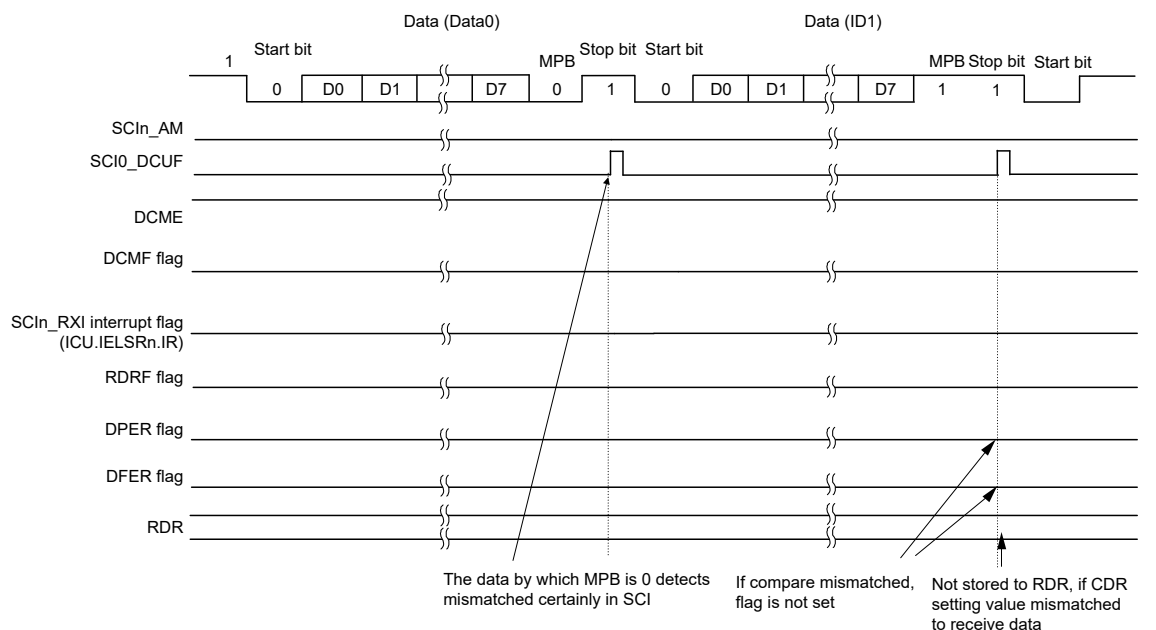 Data (Data0)
Data (ID1)
1
Start bit
MPB
Stop bit
Start bit
MPB
Stop bit
Start bit
0
D0
D1
D7
0
1
0
D0
D1
D7
1
1
SCIn_AM
SCI0_DCUF
DCME
DCMF flag
SCIn_RXI interrupt flag
(ICU.IELSRn.IR)
RDRF flag
DPER flag
DFER flag
RDR
The data by which MPB is 0 detects
mismatched certainly in SCI
If compare mismatched,
flag is not set
Not stored to RDR, if CDR
setting value mismatched
to receive data